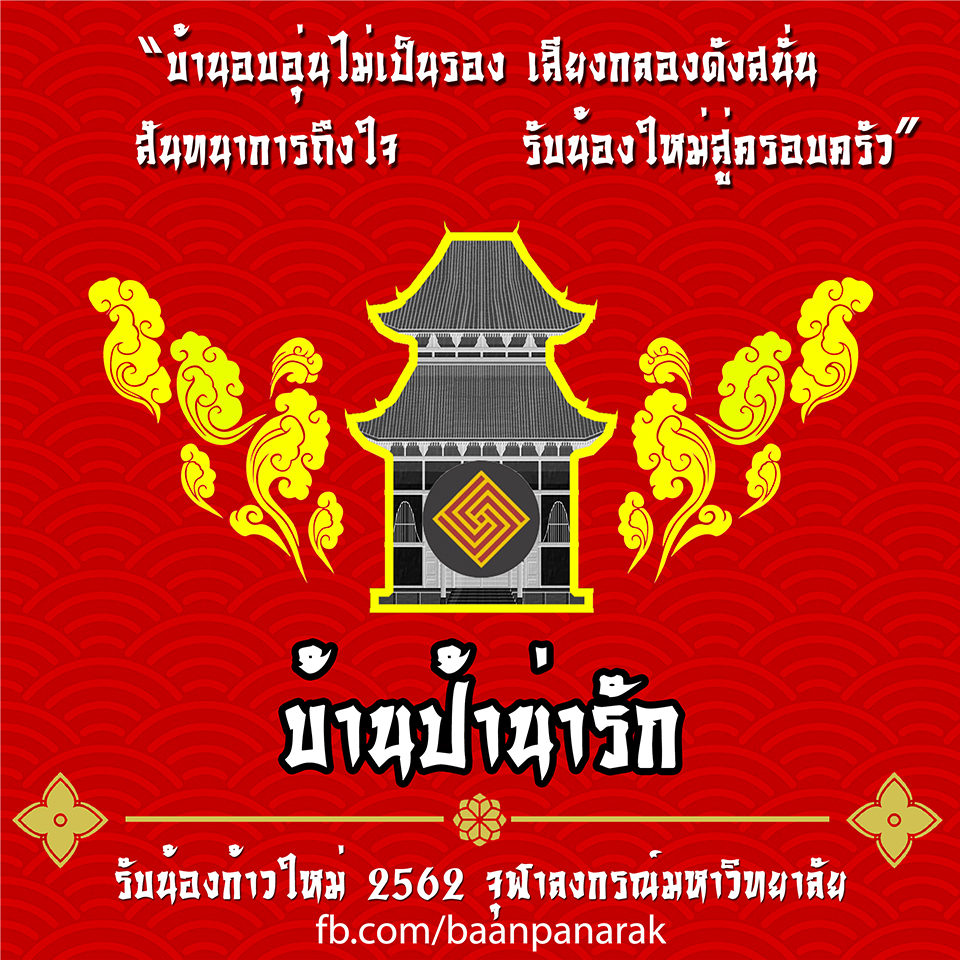 “บ้านอบอุ่นไม่เป็นรอง เสียงกลองดังสนั่น
สันทนาการถึงใจ รับน้องใหม่สู่ครอบครัว”
บ้านป้าน่ารัก
รับน้องก้าวใหม่ 2562 จุฬาลงกรณ์มหาวิทยาลัย
fb.com/baanpanarak